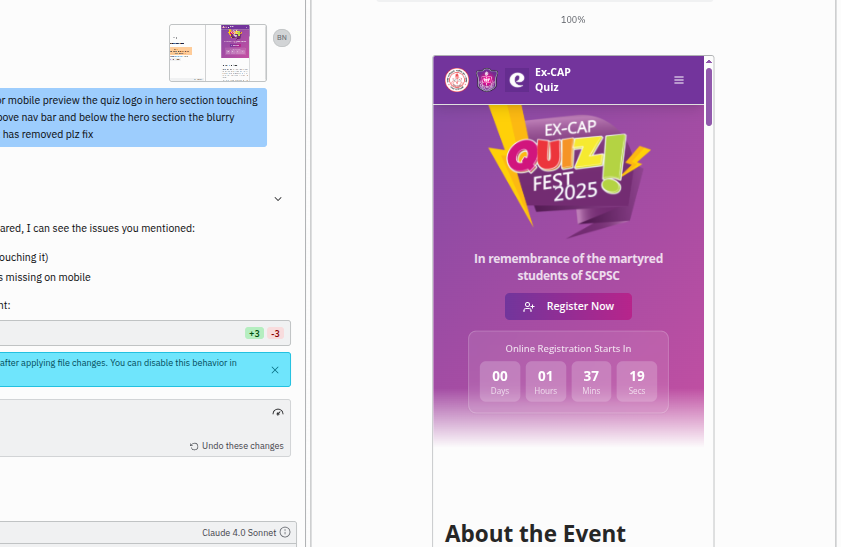 100%
BN
or mobile preview the quiz logo in hero section touching
bove nav bar and below the hero section the blurry
has removed plz fix
ared, I can see the issues you mentioned:
ouching it)
s missing on mobile
nt:
+3 -3
after applying file changes. You can disable this behavior in
Undo these changes
Claude 4.0 Sonnet
Ex-CAP
Quiz
EX-CAP
QUIZ!
FEST
2025
In remembrance of the martyred
students of SCPSC
Register Now
Online Registration Starts In
00 01 37 19
Days Hours Mins Secs
About the Event